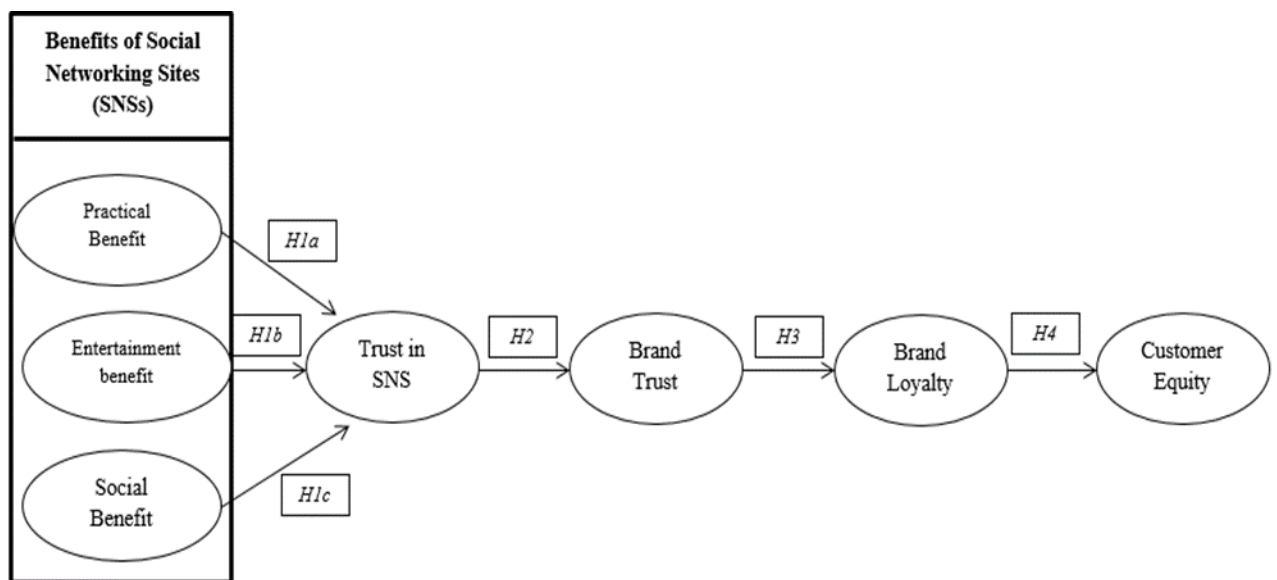 Benefits of Social
Networking Sites
(SNSs)
Practical
Benefit
H1a
Entertainment
benefit
H1b
Social
Benefit
H1c
Trust in
SNS
H2
Brand
Trust
H3
Brand
Loyalty
H4
Customer
Equity